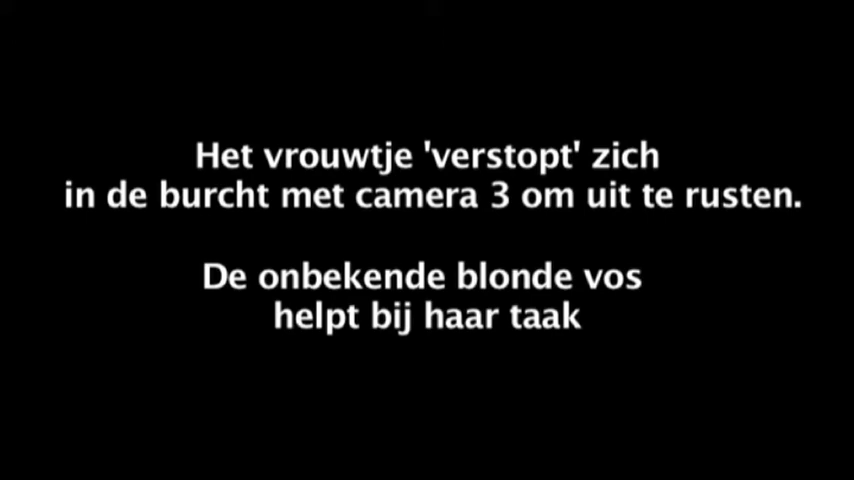 Het vrouwtje 'verstopt' zich
in de burcht met camera 3 om uit te rusten.
De onbekende blonde vos
helpt bij haar taak